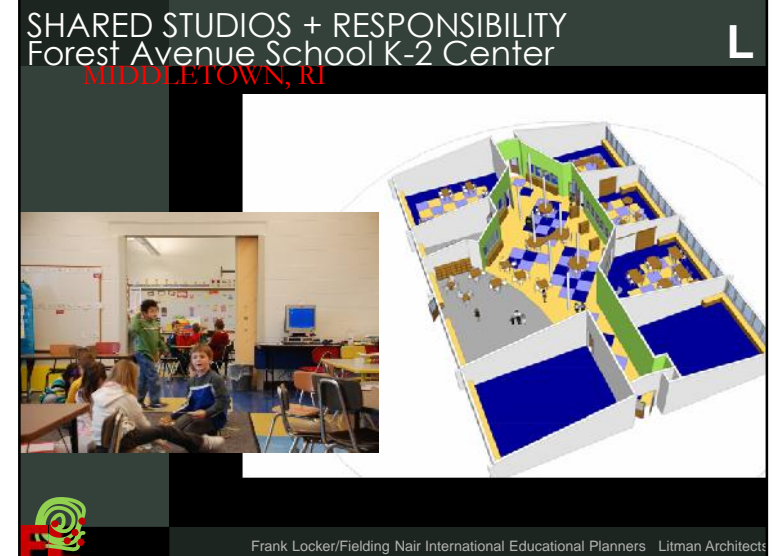 SHARED STUDIOS + RESPONSIBILITY
Forest Avenue School K-2 Center
L
MIDDLETOWN, RI
Frank Locker/Fielding Nair International Educational Planners Litman Architects